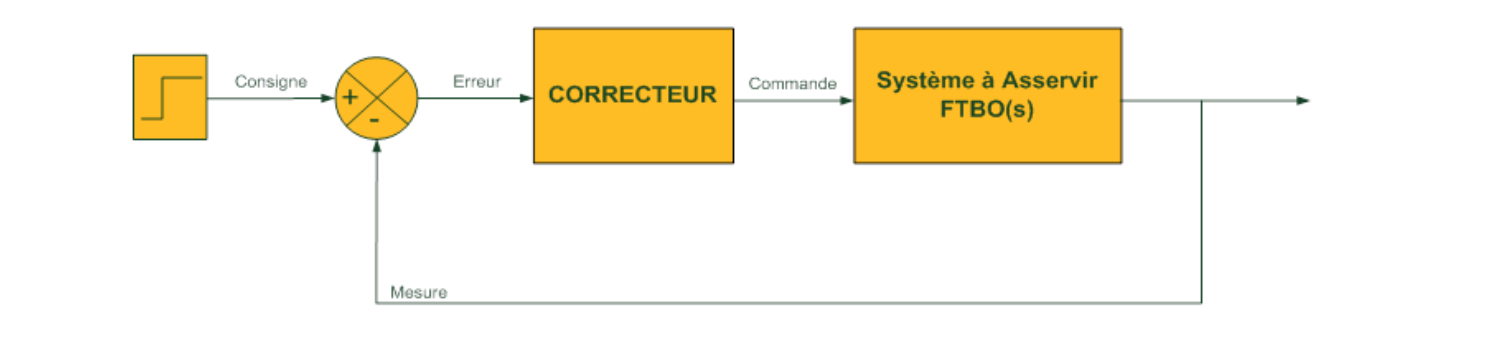 Consigne
+
-
Erreur
CORRECTEUR
Commande
Système à Asservir
FTBO(s)
Mesure